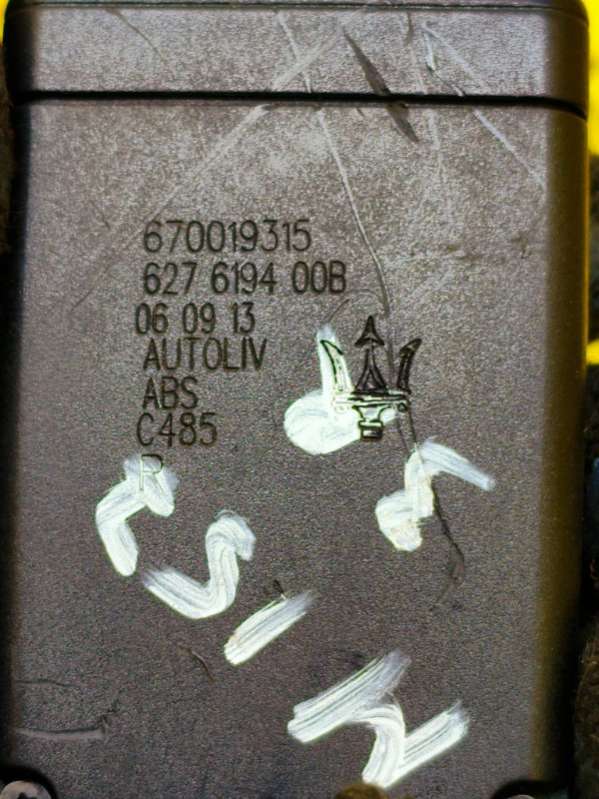 670019315
627 6194 00B
06 09 13
AUTOLIV
ABS
C485
R